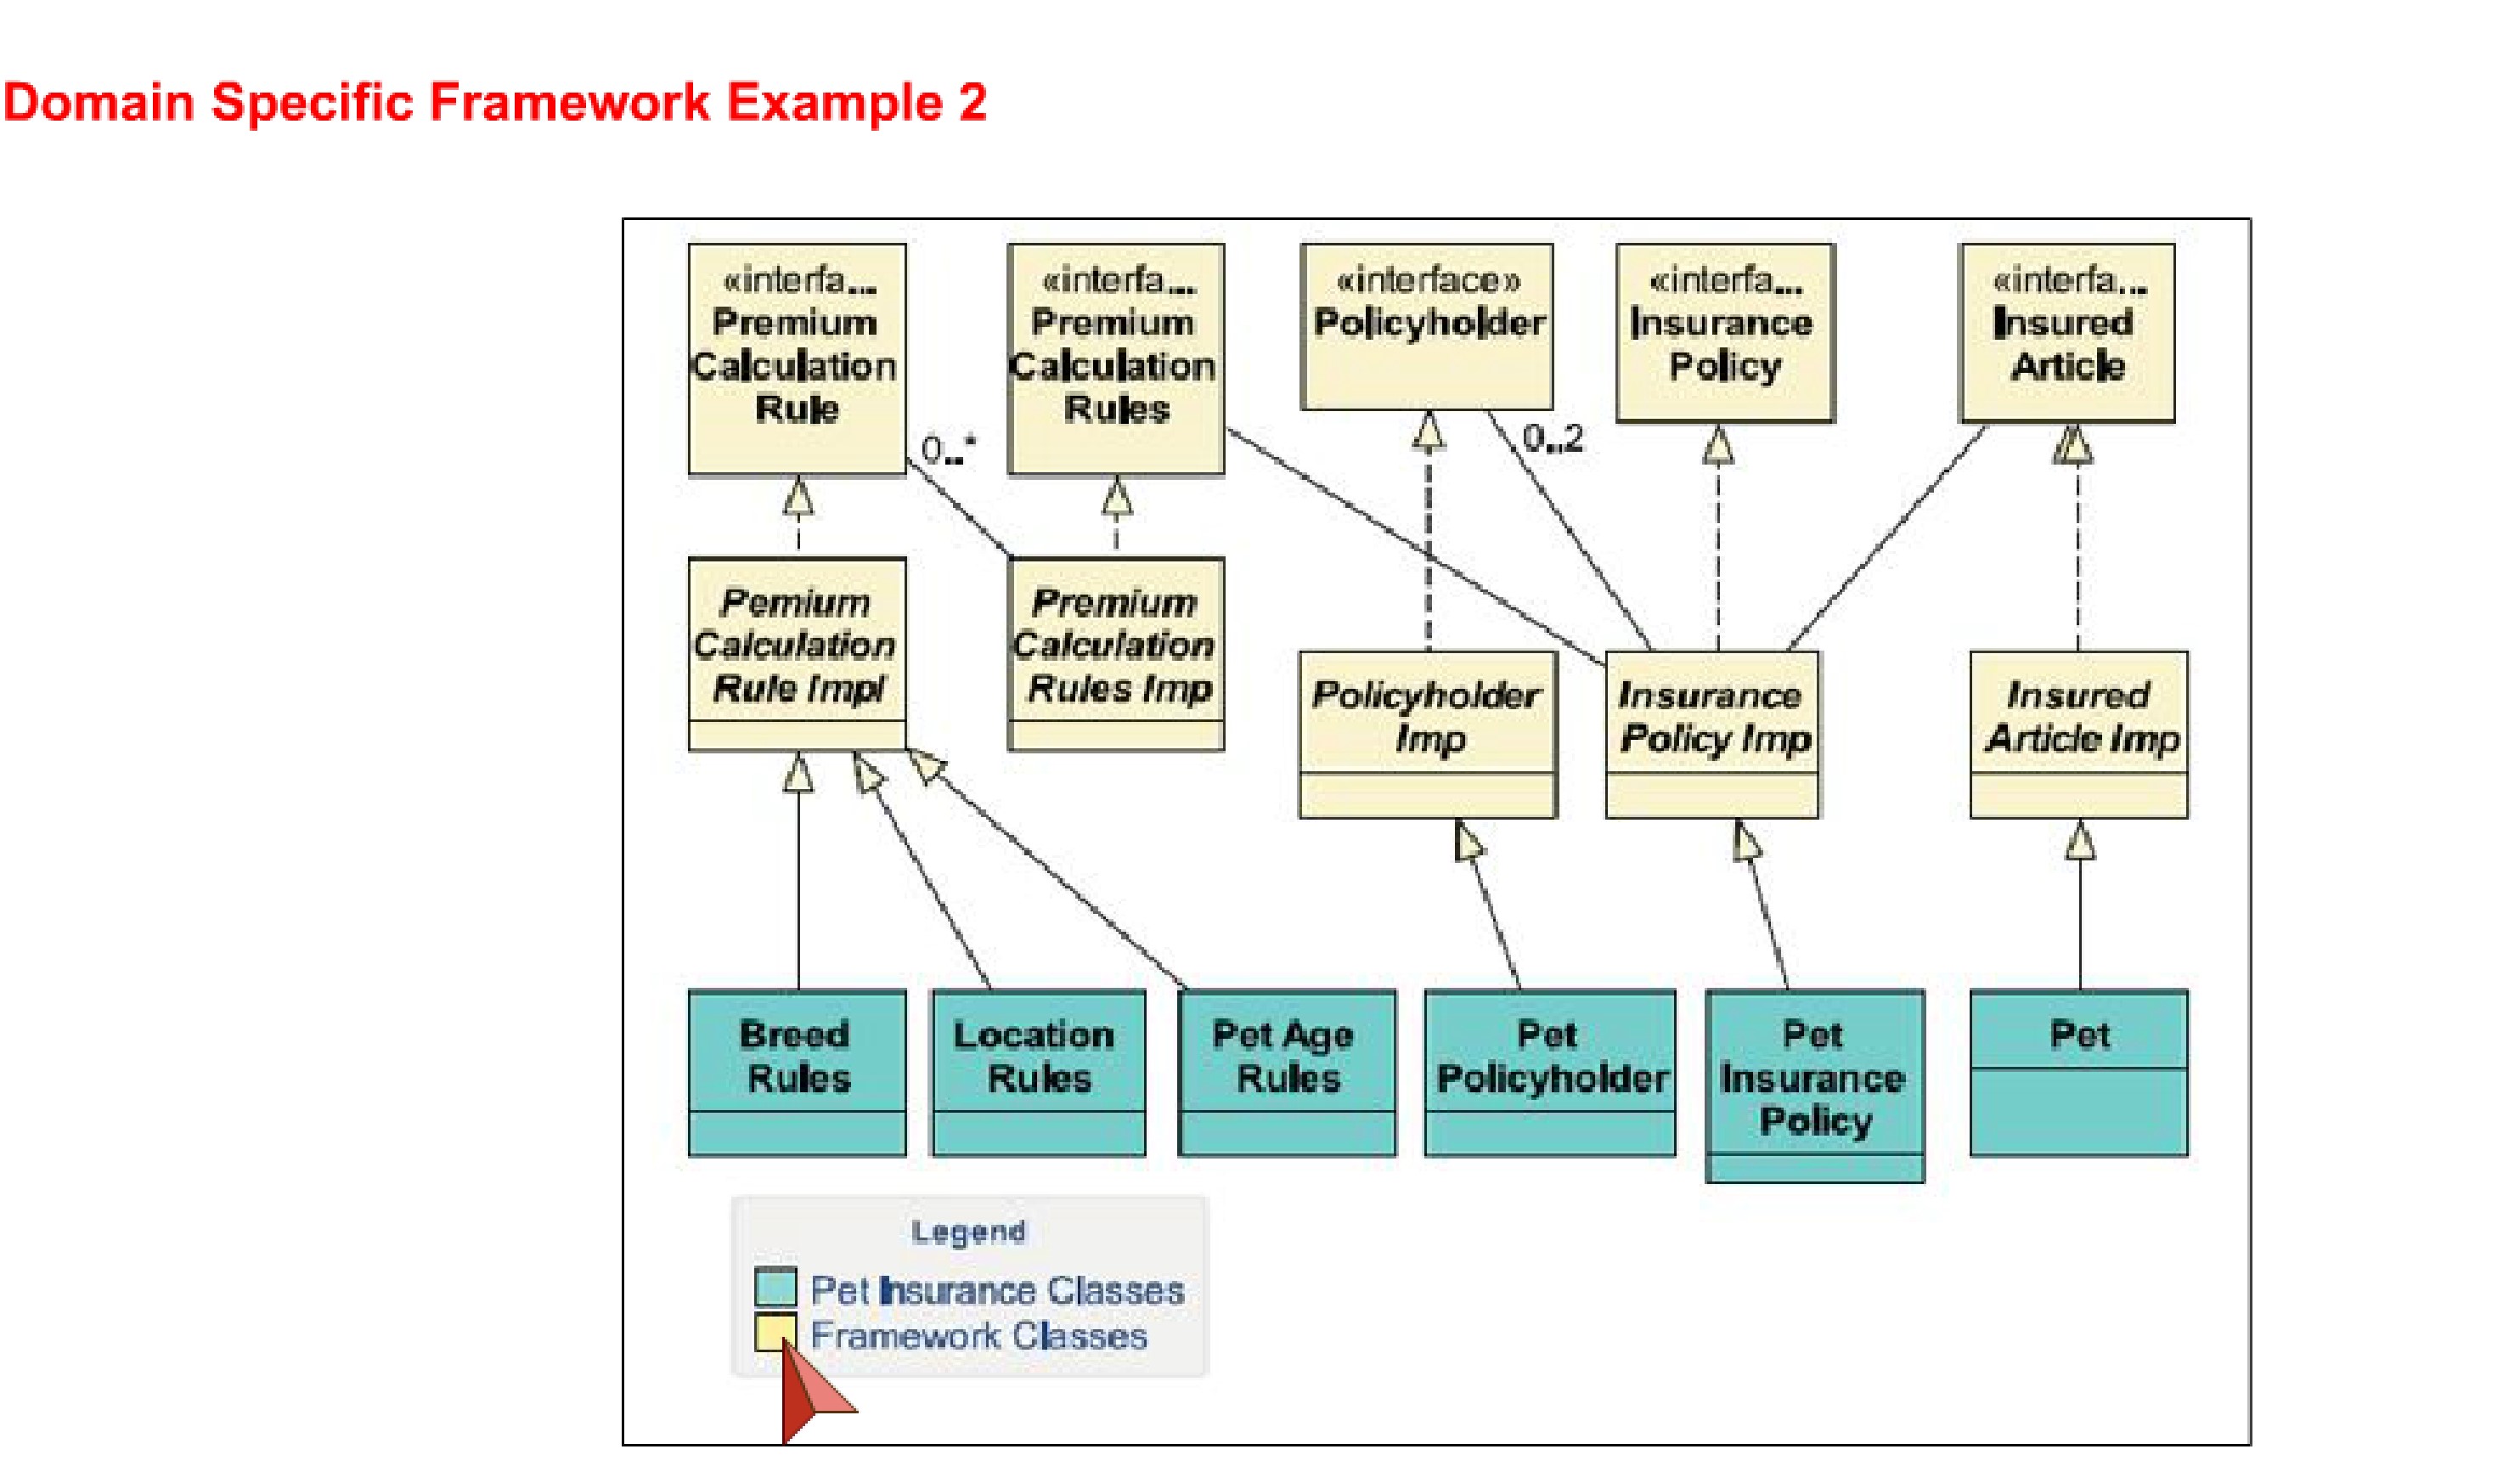 Domain Specific Framework Example 2
«interfa...
Premium
Calculation
Rule
«interfa...
Premium
Calculation
Rules
«interface»
Policyholder
«interfa...
Insurance
Policy
«interfa...
Insured
Article
0..*
0..2
Pemium
Calculation
Rule Impl
Premium
Calculation
Rules Imp
Policyholder
Imp
Insurance
Policy Imp
Insured
Article Imp
Breed
Rules
Location
Rules
Pet Age
Rules
Pet
Policyholder
Pet
Insurance
Policy
Pet
Legend
Pet Insurance Classes
Framework Classes